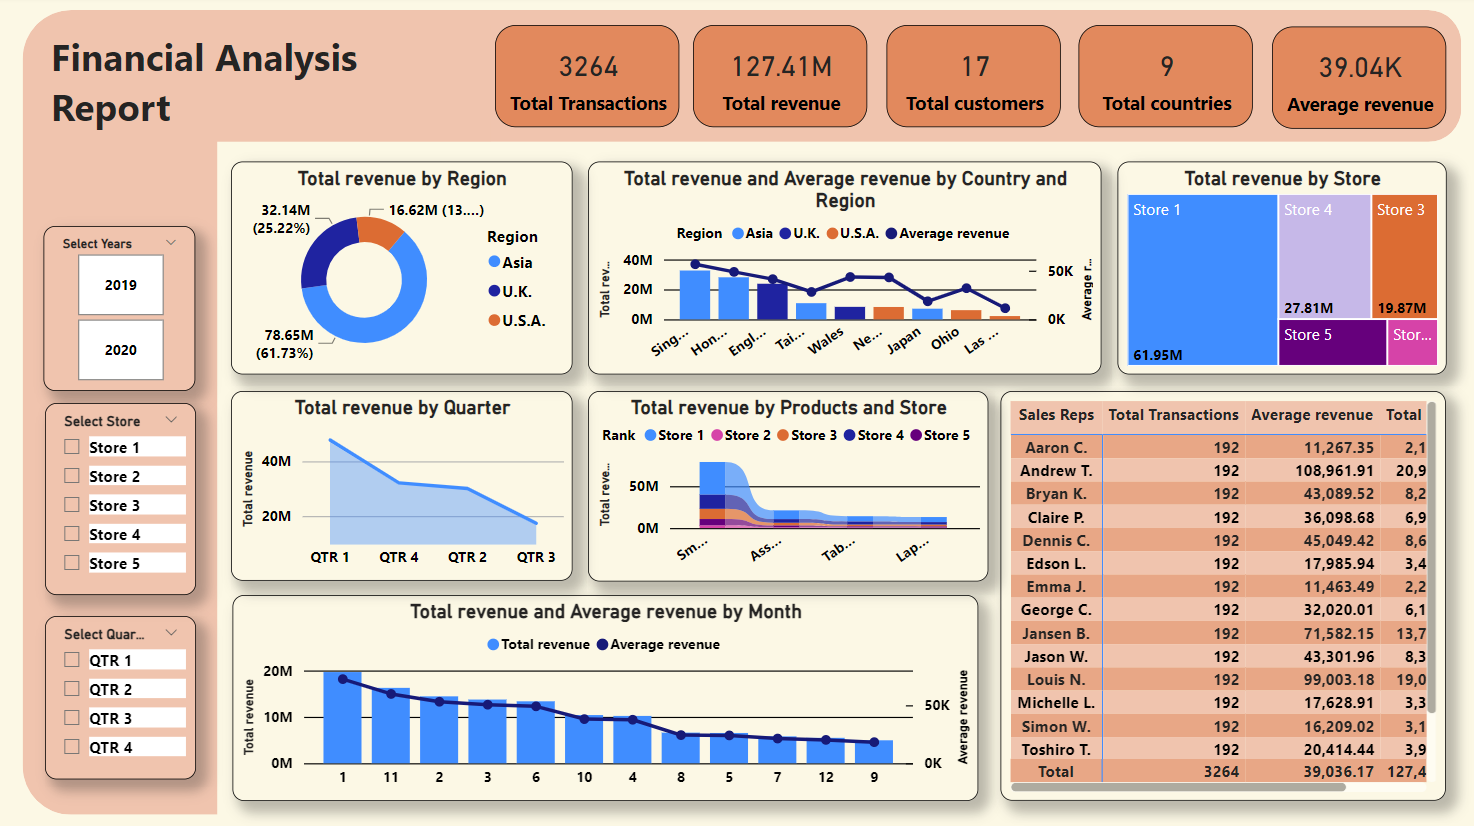 Financial Analysis
Report
3264
Total Transactions
127.41M
Total revenue
17
Total customers
9
Total countries
39.04K
Average revenue
Select Years
2019
2020
Select Store
Store 1
Store 2
Store 3
Store 4
Store 5
Select Quar...
QTR 1
QTR 2
QTR 3
QTR 4
Total revenue by Region
32.14M
(25.22%)
16.62M (13....)
78.65M
(61.73%)
Region
Asia
U.K.
U.S.A.
Total revenue and Average revenue by Country and
Region
Region Asia U.K. U.S.A. Average revenue
Total rev...
40M
20M
0M
50K
0K
Average r...
Sing... Hon... Engl... Tai... Wales Ne... Japan Ohio Las ...
Total revenue by Store
Store 1
61.95M
Store 4
27.81M
Store 3
19.87M
Store 5
Stor...
Total revenue by Quarter
Total revenue
40M
20M
QTR 1 QTR 4 QTR 2 QTR 3
Total revenue by Products and Store
Rank Store 1 Store 2 Store 3 Store 4 Store 5
Total reve...
50M
0M
Sm... Ass... Tab... Lap...
Total revenue and Average revenue by Month
Total revenue Average revenue
Total revenue
20M
10M
0M
50K
0K
Average revenue
1 11 2 3 6 10 4 8 5 7 12 9
Sales Reps Total Transactions Average revenue Total
Aaron C. 192 11,267.35 2,1
Andrew T. 192 108,961.91 20,9
Bryan K. 192 43,089.52 8,2
Claire P. 192 36,098.68 6,9
Dennis C. 192 45,049.42 8,6
Edson L. 192 17,985.94 3,4
Emma J. 192 11,463.49 2,2
George C. 192 32,020.01 6,1
Jansen B. 192 71,582.15 13,7
Jason W. 192 43,301.96 8,3
Louis N. 192 99,003.18 19,0
Michelle L. 192 17,628.91 3,3
Simon W. 192 16,209.02 3,1
Toshiro T. 192 20,414.44 3,9
Total 3264 39,036.17 127,4